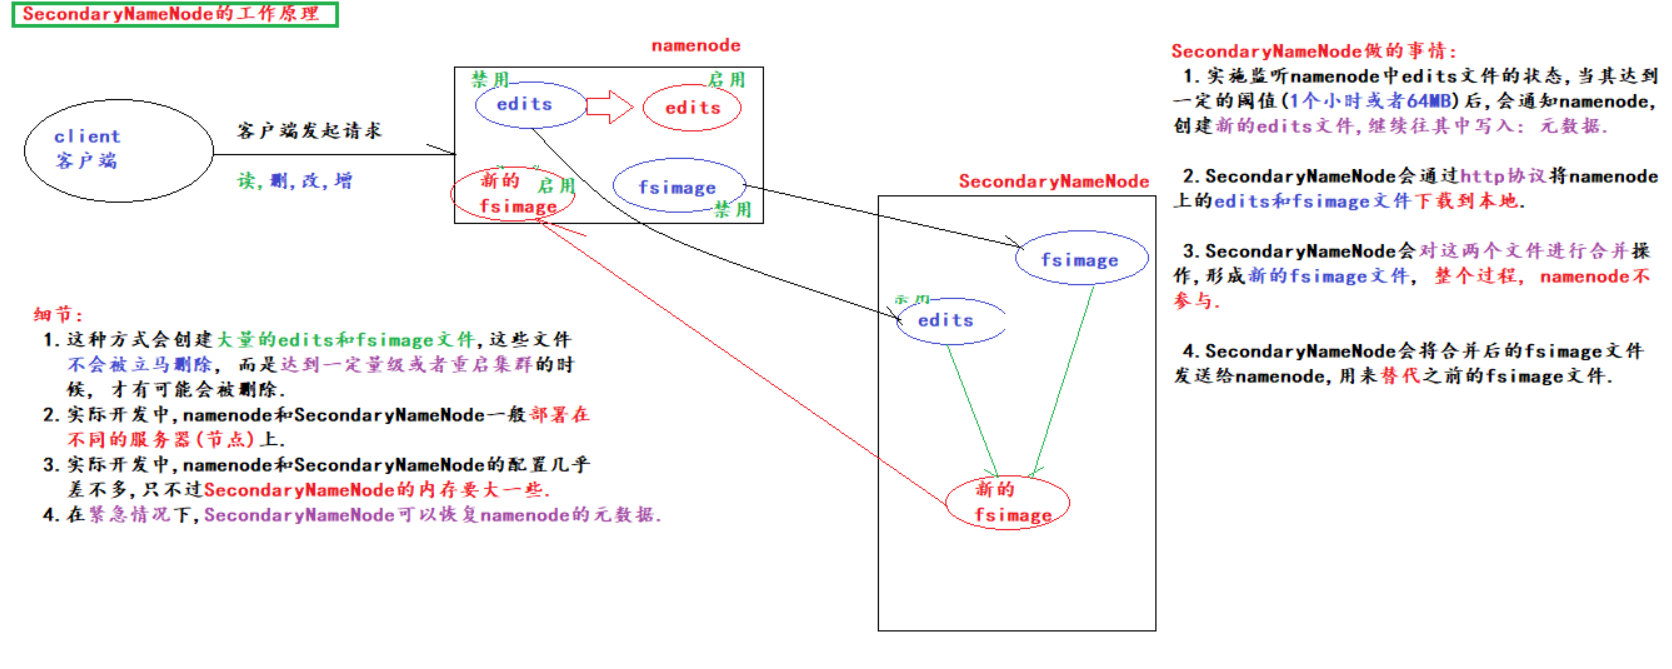 SecondaryNameNode的工作原理
namenode
禁用
启用
edits
edits
client
客户端
客户端发起请求
读,删,改,增
新的
启用
fsimage
fsimage
禁用
SecondaryNameNode
fsimage
禁用
edits
新的
fsimage
SecondaryNameNode做的事情:
1.实施监听namenode中edits文件的状态,当其达到
一定的阈值(1个小时或者64MB)后,会通知namenode,
创建新的edits文件,继续往其中写入: 元数据.
2.SecondaryNameNode会通过http协议将namenode
上的edits和fsimage文件下载到本地.
3.SecondaryNameNode会对这两个文件进行合并操
作,形成新的fsimage文件, 整个过程, namenode不
参与.
4.SecondaryNameNode会将合并后的fsimage文件
发送给namenode,用来替代之前的fsimage文件.
细节:
1.这种方式会创建大量的edits和fsimage文件,这些文件
不会被立马删除, 而是达到一定量级或者重启集群的时
候, 才有可能会被删除.
2.实际开发中,namenode和SecondaryNameNode一般部署在
不同的服务器(节点)上.
3.实际开发中,namenode和SecondaryNameNode的配置几乎
差不多,只不过SecondaryNameNode的内存要大一些.
4.在紧急情况下,SecondaryNameNode可以恢复namenode的元数据.